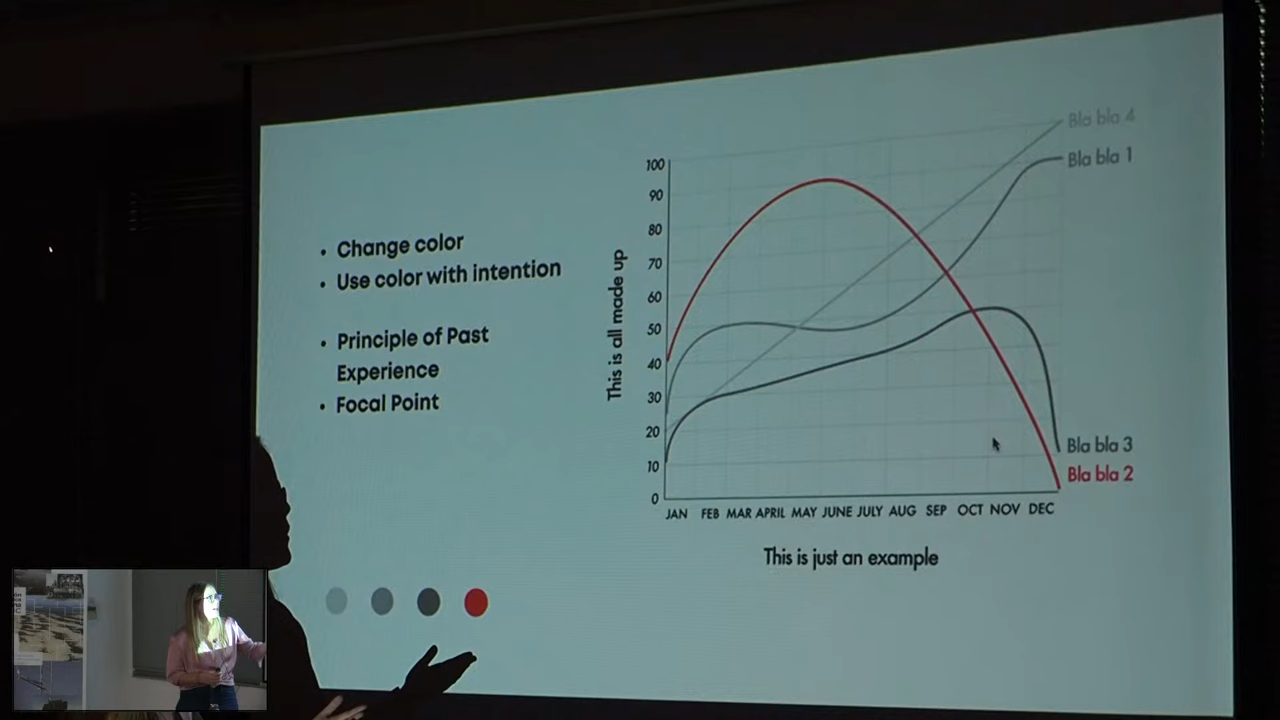 • Change color
• Use color with intention
• Principle of Past
Experience
• Focal Point
This is all made up
100
90
80
70
60
50
40
30
20
10
0
Bla bla 4
Bla bla 1
Bla bla 3
Bla bla 2
JAN FEB MAR APRIL MAY JUNE JULY AUG SEP OCT NOV DEC
This is just an example